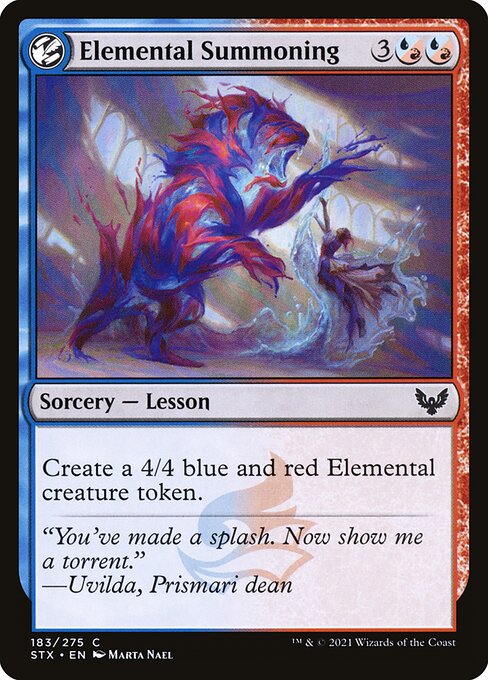 Elemental Summoning 3
Sorcery — Lesson
Create a 4/4 blue and red Elemental
creature token.
“You’ve made a splash. Now show me
a torrent.”
—Uvilda, Prismari dean
183/275 C
STX • EN Marta Nael
™ & © 2021 Wizards of the Coast